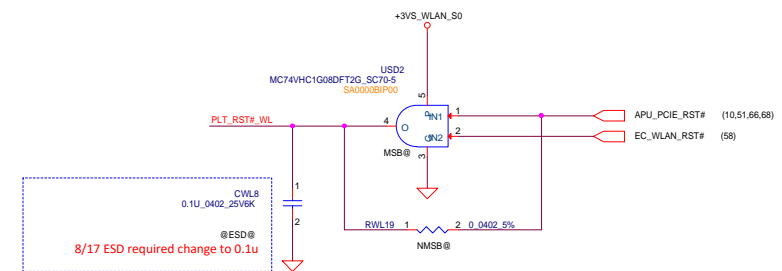 +3VS_WLAN_S0
USD2
MC74VHC1G08DFT2G_SC70-5
SA0000BIP00
5
P
PLT_RST#_WL
4
O
IN1
1
APU_PCIE_RST# (10,51,66,68)
G
IN2
2
EC_WLAN_RST# (58)
MSB@
3
CWL8
0.1U_0402_25V6K
1
2
@ESD@
8/17 ESD required change to 0.1u
RWL19 1 2 0_0402_5%
NMSB@